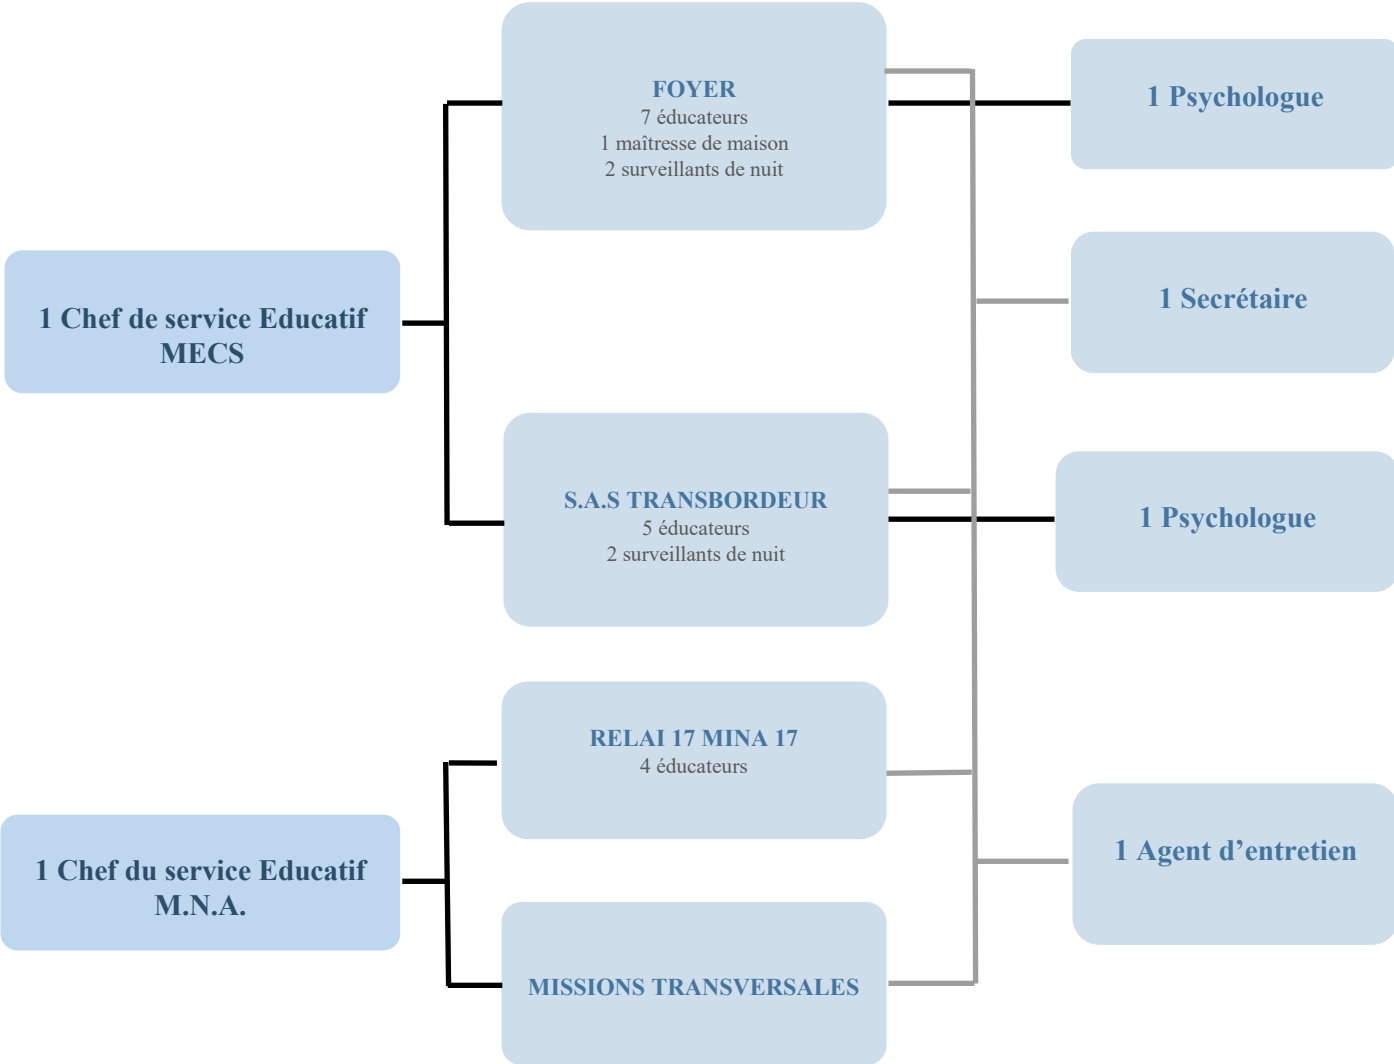 FOYER
7 éducateurs
1 maîtresse de maison
2 surveillants de nuit
1 Psychologue
1 Secrétaire
1 Chef de service Educatif
MECS
S.A.S TRANSBORDEUR
5 éducateurs
2 surveillants de nuit
1 Psychologue
RELAI 17 MINA 17
4 éducateurs
1 Agent d’entretien
1 Chef du service Educatif
M.N.A.
MISSIONS TRANSVERSALES